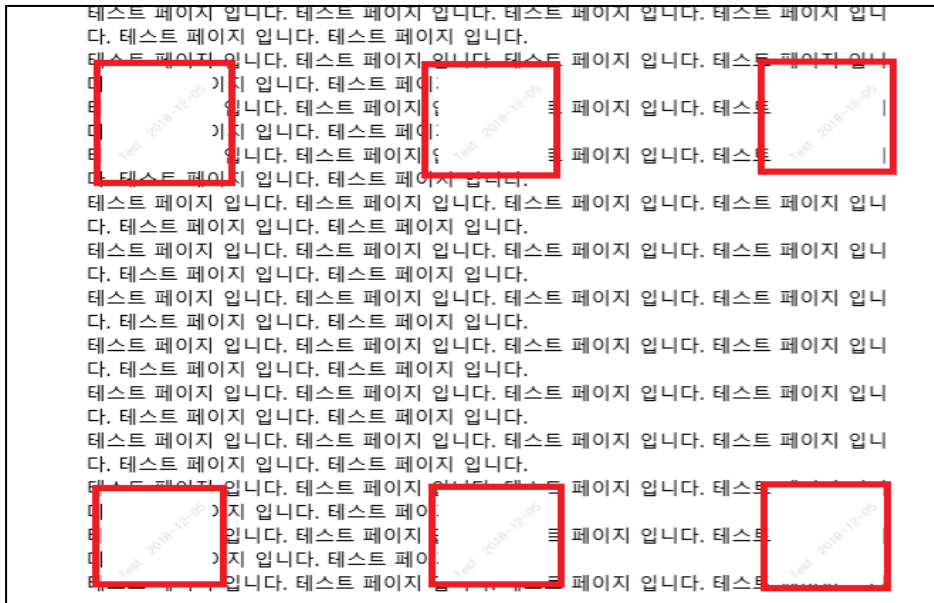 테스트 페이지 입니다. 테스트 페이지 입니다. 테스트 페이지 입니다. 테스트 페이지 입니
다. 테스트 페이지 입니다. 테스트 페이지 입니다.
테스트 페이지 입니다. 테스트 페이지 입니다. 테스트 페이지 입니다. 테스트 페이지 입니
입니다. 테스트
입니다. 테스트 페이지 페이지 입니다. 테스트
입니다. 테스트
입니다. 테스트 페이지 페이지 입니다. 테스트
Test 2018-12-05 Test 2018-12-05 Test 2018-12-05
다. 테스트 페이지 입니다. 테스트 페이지 입니다.
테스트 페이지 입니다. 테스트 페이지 입니다. 테스트 페이지 입니다. 테스트 페이지 입니
다. 테스트 페이지 입니다. 테스트 페이지 입니다.
테스트 페이지 입니다. 테스트 페이지 입니다. 테스트 페이지 입니다. 테스트 페이지 입니
다. 테스트 페이지 입니다. 테스트 페이지 입니다.
테스트 페이지 입니다. 테스트 페이지 입니다. 테스트 페이지 입니다. 테스트 페이지 입니
다. 테스트 페이지 입니다. 테스트 페이지 입니다.
테스트 페이지 입니다. 테스트 페이지 입니다. 테스트 페이지 입니다. 테스트 페이지 입니
다. 테스트 페이지 입니다. 테스트 페이지 입니다.
테스트 페이지 입니다. 테스트 페이지 입니다. 테스트 페이지 입니다. 테스트 페이지 입니
다. 테스트 페이지 입니다. 테스트 페이지 입니다.
테스트 페이지 입니다. 테스트 페이지 입니다. 테스트 페이지 입니다. 테스트 페이지 입니
다. 테스트 페이지 입니다. 테스트 페이지 입니다.
입니다. 테스트 페이지 페이지 입니다. 테스트
입니다. 테스트
입니다. 테스트 페이지 페이지 입니다. 테스트
입니다. 테스트
Test 2018-12-05 Test 2018-12-05 Test 2018-12-05
입니다. 테스트 페이지 페이지 입니다. 테스트